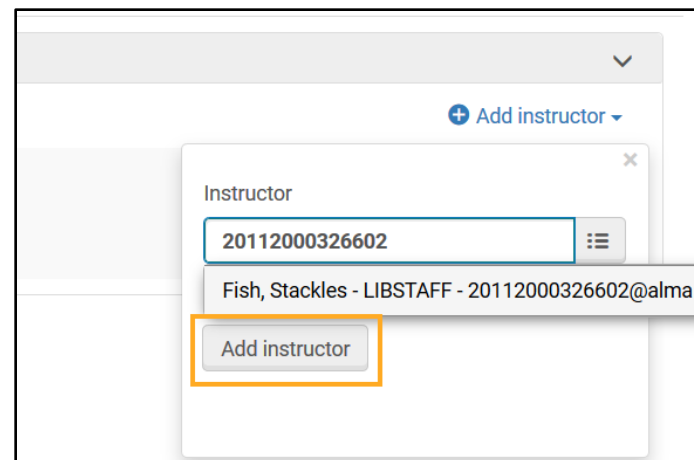 Add instructor
Instructor
20112000326602
Fish, Stackles - LIBSTAFF - 20112000326602@alma
Add instructor